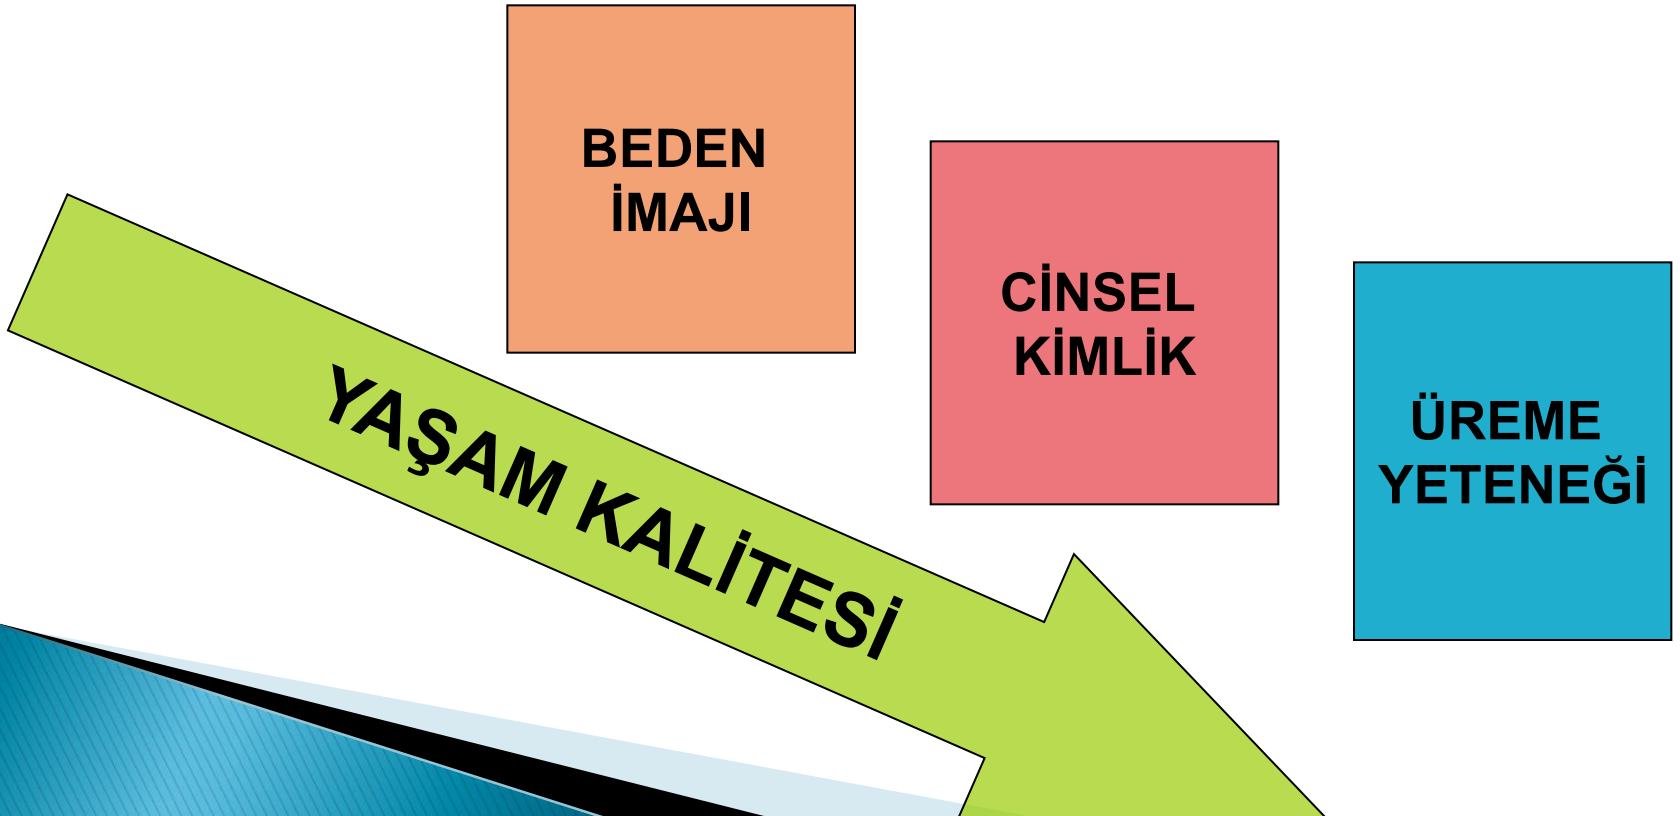 BEDEN
İMAJI
CİNSEL
KİMLİK
ÜREME
YETENEĞİ
YAŞAM KALİTESİ